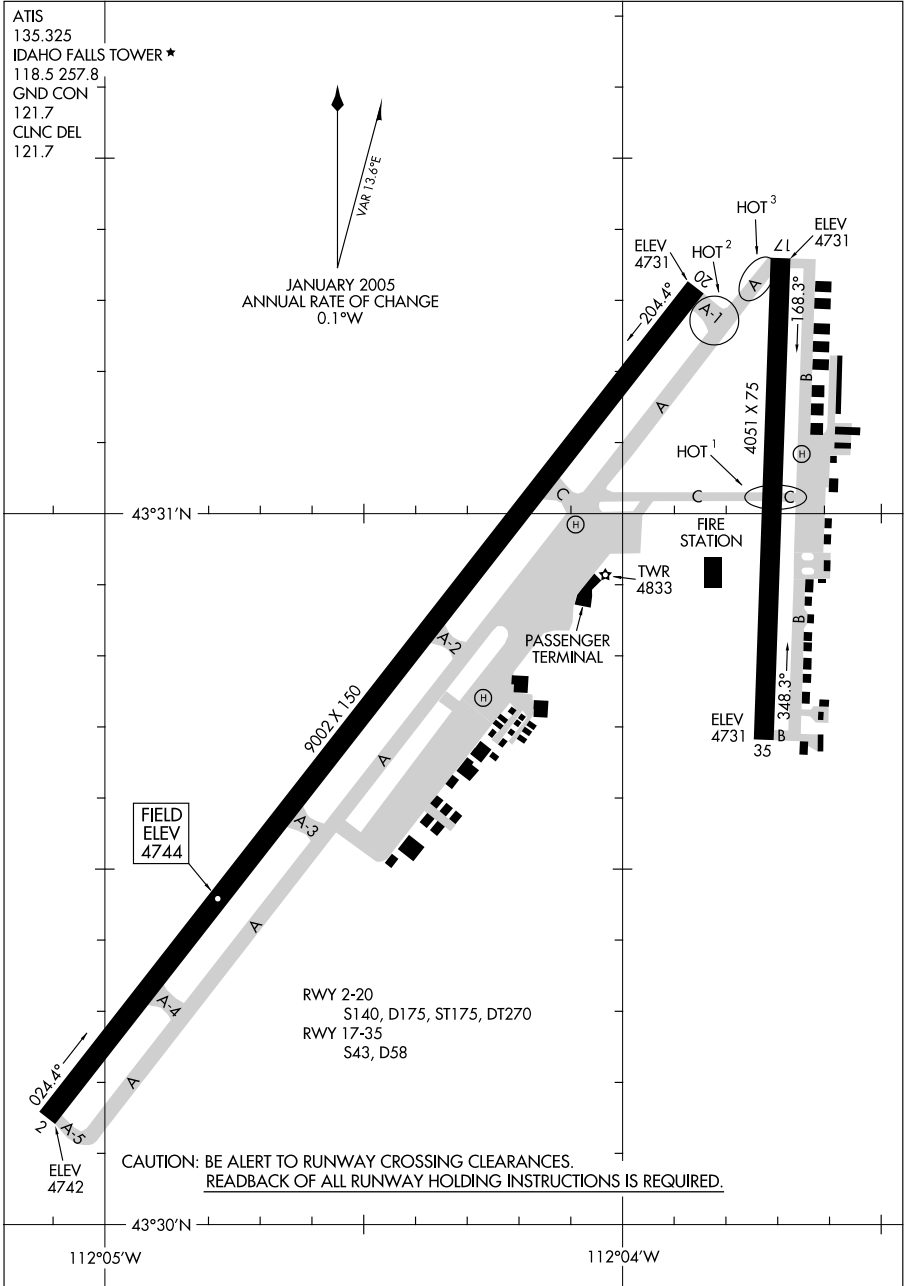 ATIS
135.325
IDAHO FALLS TOWER★
118.5 257.8
GND CON
121.7
CLNC DEL
121.7
VAR 13.6°E
JANUARY 2005
ANNUAL RATE OF CHANGE
0.1°W
HOT 3
ELEV
4731
17
HOT 2
ELEV
4731
20
A
A-1
204.4°
168.3°
B
A
4051 X 75
H
HOT 1
C
C
C
43°31'N
H
FIRE
STATION
TWR
4833
PASSENGER
TERMINAL
A-2
B
H
348.3°
9002 X 150
ELEV
4731
B
35
A
FIELD
ELEV
4744
A-3
A
A-4
RWY 2-20
S140, D175, ST175, DT270
RWY 17-35
S43, D58
024.4°
A
2
A-5
ELEV
4742
CAUTION: BE ALERT TO RUNWAY CROSSING CLEARANCES.
READBACK OF ALL RUNWAY HOLDING INSTRUCTIONS IS REQUIRED.
43°30'N
112°05'W
112°04'W